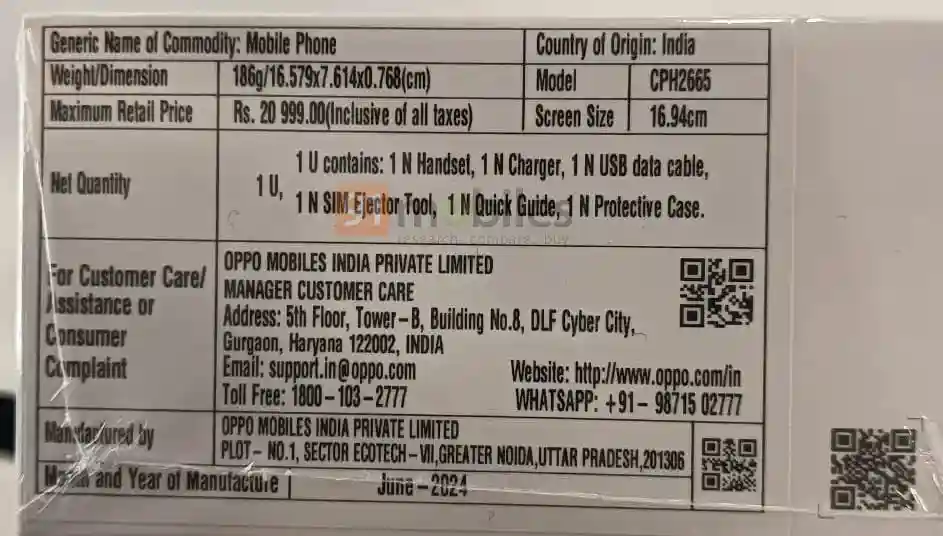 Generic Name of Commodity: Mobile Phone Country of Origin: India
Weight/Dimension 186g/16.579x7.614x0.768(cm) Model CPH2665
Maximum Retail Price Rs. 20 999.00(Inclusive of all taxes) Screen Size 16.94cm
Net Quantity 1 U, 1 U contains: 1 N Handset, 1 N Charger, 1 N USB data cable,
1 N SIM Ejector Tool, 1 N Quick Guide, 1 N Protective Case.
91mobiles
research. compare. buy.
For Customer Care/
Assistance or
Consumer
Complaint
OPPO MOBILES INDIA PRIVATE LIMITED
MANAGER CUSTOMER CARE
Address: 5th Floor, Tower-B, Building No.8, DLF Cyber City,
Gurgaon, Haryana 122002, INDIA
Email: support.in@oppo.com Website: http://www.oppo.com/in
Toll Free: 1800-103-2777 WHATSAPP: +91- 98715 02777
Manufactured by
OPPO MOBILES INDIA PRIVATE LIMITED
PLOT- NO.1, SECTOR ECOTECH-VII,GREATER NOIDA,UTTAR PRADESH,201306
Month and Year of Manufacture June-2024